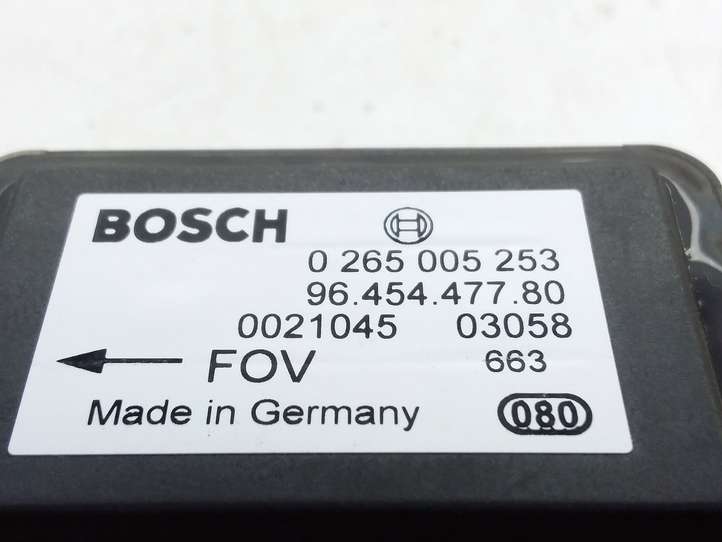 BOSCH
0 265 005 253
96.454.477.80
0021045 03058
FOV 663
Made in Germany 080